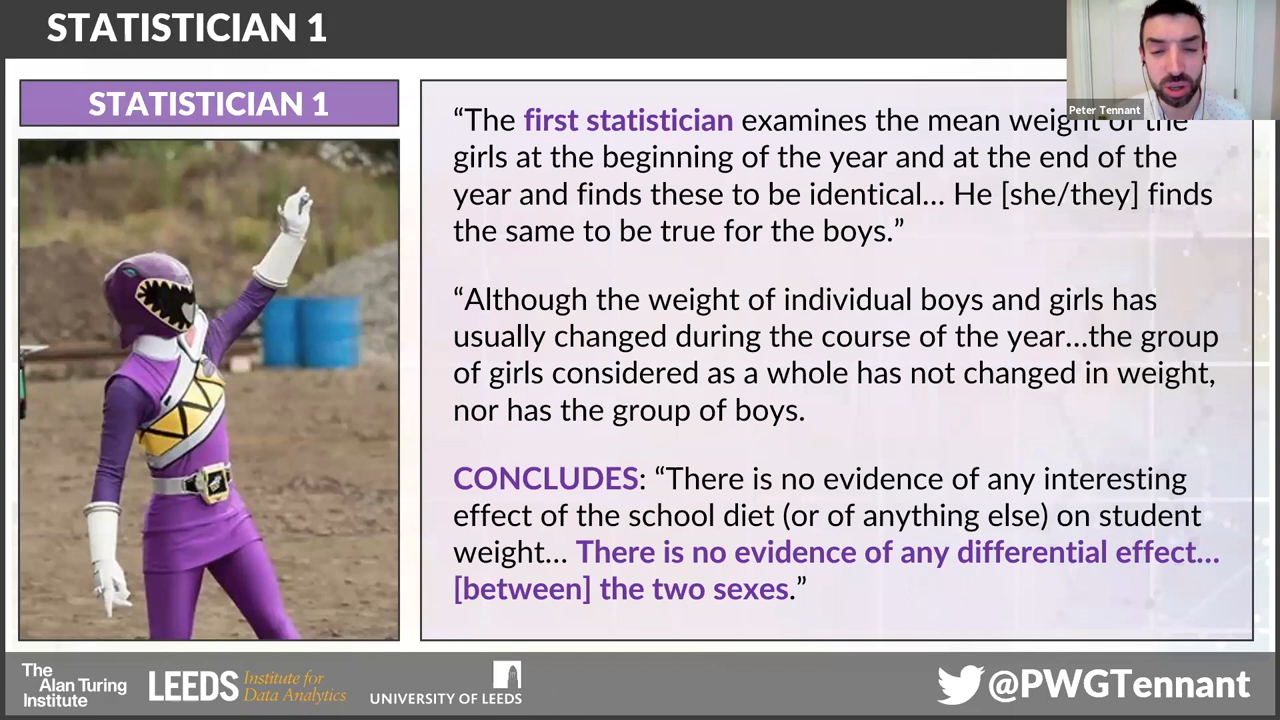 STATISTICIAN 1
STATISTICIAN 1
Peter Tennant
“The first statistician examines the mean weight of the
girls at the beginning of the year and at the end of the
year and finds these to be identical... He [she/they] finds
the same to be true for the boys.”
“Although the weight of individual boys and girls has
usually changed during the course of the year...the group
of girls considered as a whole has not changed in weight,
nor has the group of boys.
CONCLUDES: “There is no evidence of any interesting
effect of the school diet (or of anything else) on student
weight... There is no evidence of any differential effect...
[between] the two sexes.”
The
Alan Turing
Institute
LEEDS Institute for
Data Analytics
UNIVERSITY OF LEEDS
@PWGTennant